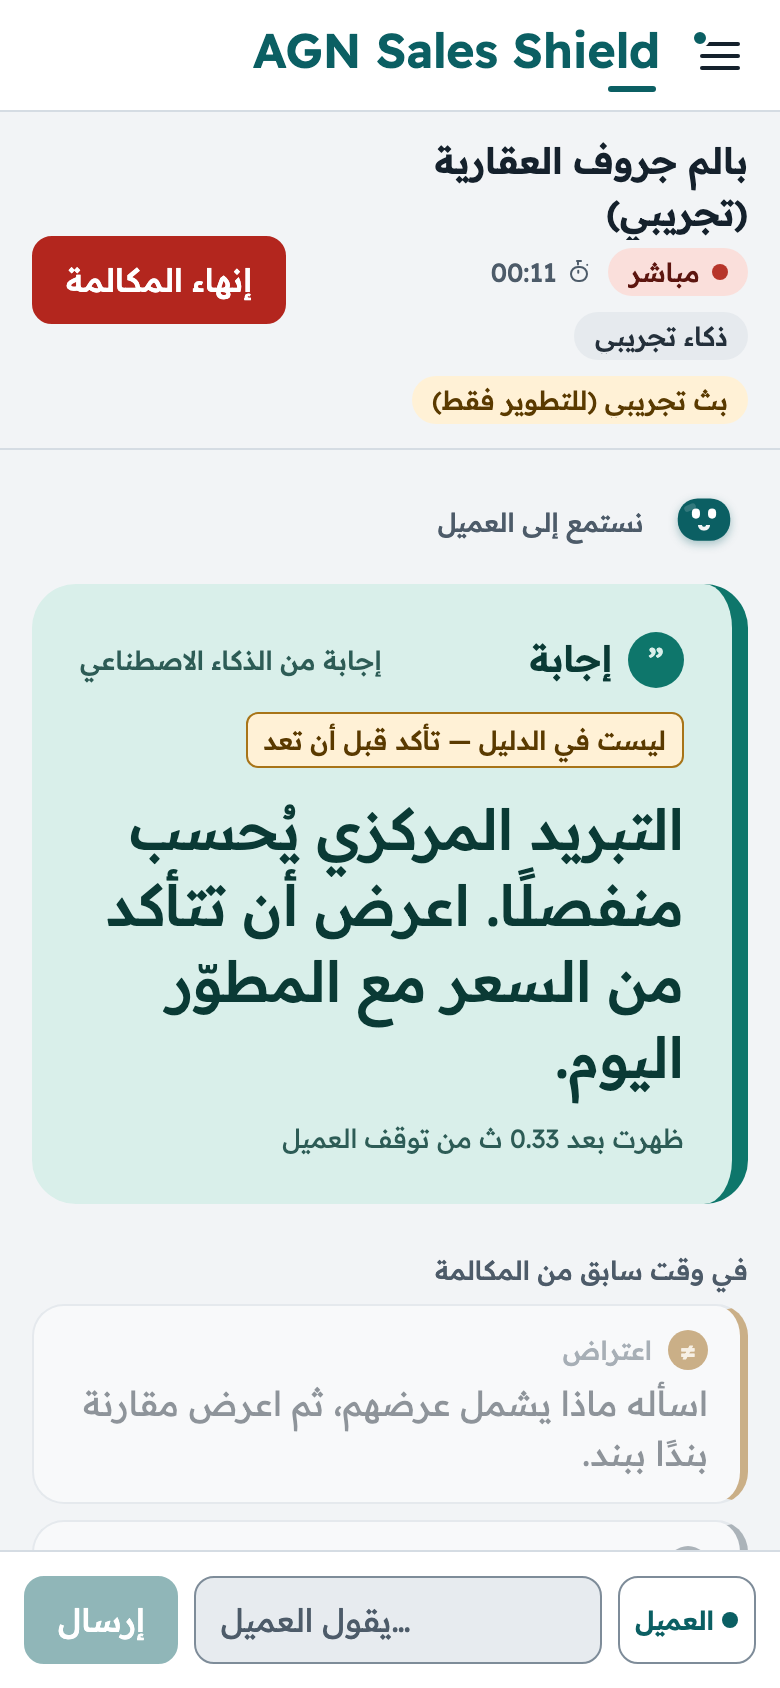 AGN Sales Shield
بالم جروف العقارية
(تجريبي)
مباشر
00:11
إنهاء المكالمة
ذكاء تجريبي
بث تجريبي (للتطوير فقط)
نستمع إلى العميل
إجابة
إجابة من الذكاء الاصطناعي
ليست في الدليل — تأكد قبل أن تعد
التبريد المركزي يُحسب
منفصلًا. اعرض أن تتأكد
من السعر مع المطوّر
اليوم.
ظهرت بعد 0.33 ث من توقف العميل
في وقت سابق من المكالمة
≠ اعتراض
اسأله ماذا يشمل عرضهم، ثم اعرض مقارنة
بندًا ببند.
العميل
يقول العميل...
إرسال